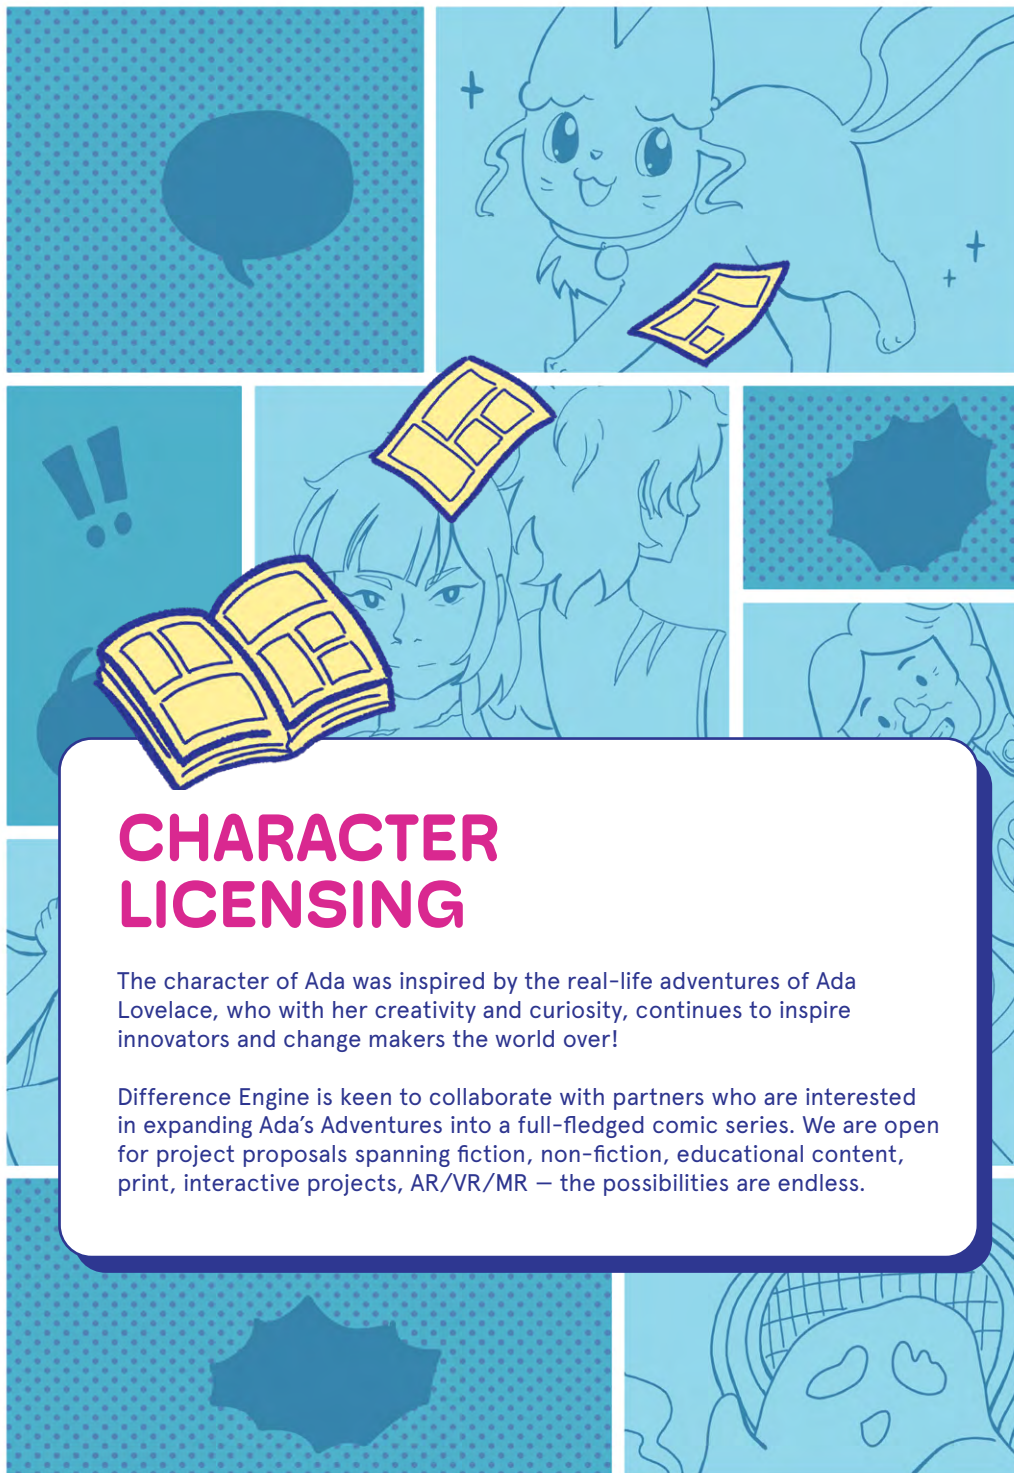 !!
CHARACTER
LICENSING
The character of Ada was inspired by the real-life adventures of Ada
Lovelace, who with her creativity and curiosity, continues to inspire
innovators and change makers the world over!
Difference Engine is keen to collaborate with partners who are interested
in expanding Ada’s Adventures into a full-fledged comic series. We are open
for project proposals spanning fiction, non-fiction, educational content,
print, interactive projects, AR/VR/MR — the possibilities are endless.